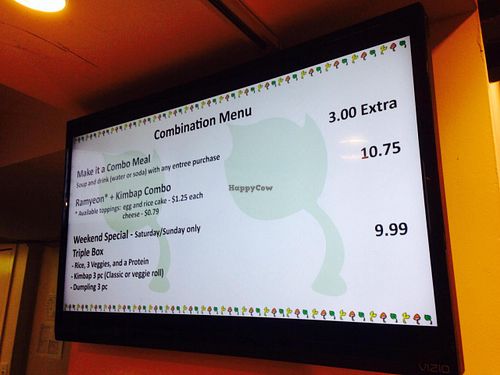 Combination Menu
Make it a Combo Meal 3.00 Extra
Soup and drink (water or soda) with any entree purchase
Ramyeon* + Kimbap Combo 10.75
* Available toppings: egg and rice cake - $1.25 each
cheese - $0.79
HappyCow
Weekend Special - Saturday/Sunday only 9.99
Triple Box
- Rice, 3 Veggies, and a Protein
- Kimbap 3 pc (Classic or veggie roll)
- Dumpling 3 pc
VIZIO